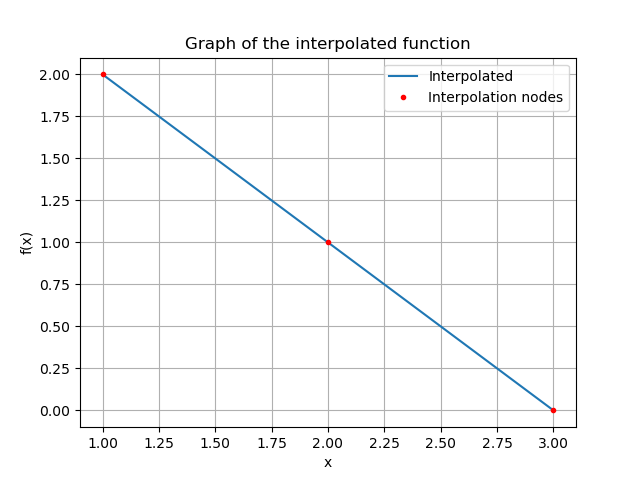 Graph of the interpolated function
Interpolated
Interpolation nodes
2.00
1.75
1.50
1.25
1.00
0.75
0.50
0.25
0.00
f(x)
1.00 1.25 1.50 1.75 2.00 2.25 2.50 2.75 3.00
x